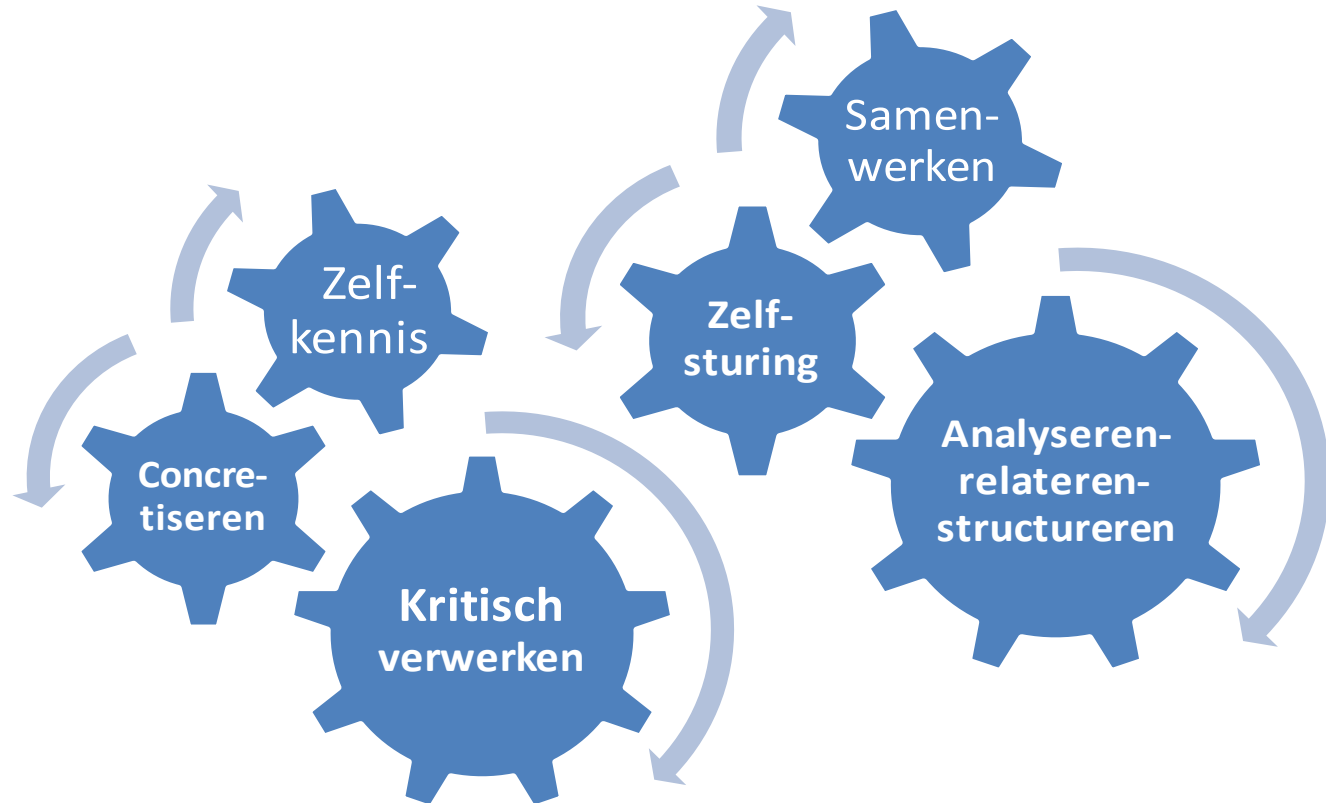 Samen-
werken
Zelf-
kennis
Zelf-
sturing
Analyseren-
relateren-
structureren
Concre-
tiseren
Kritisch
verwerken